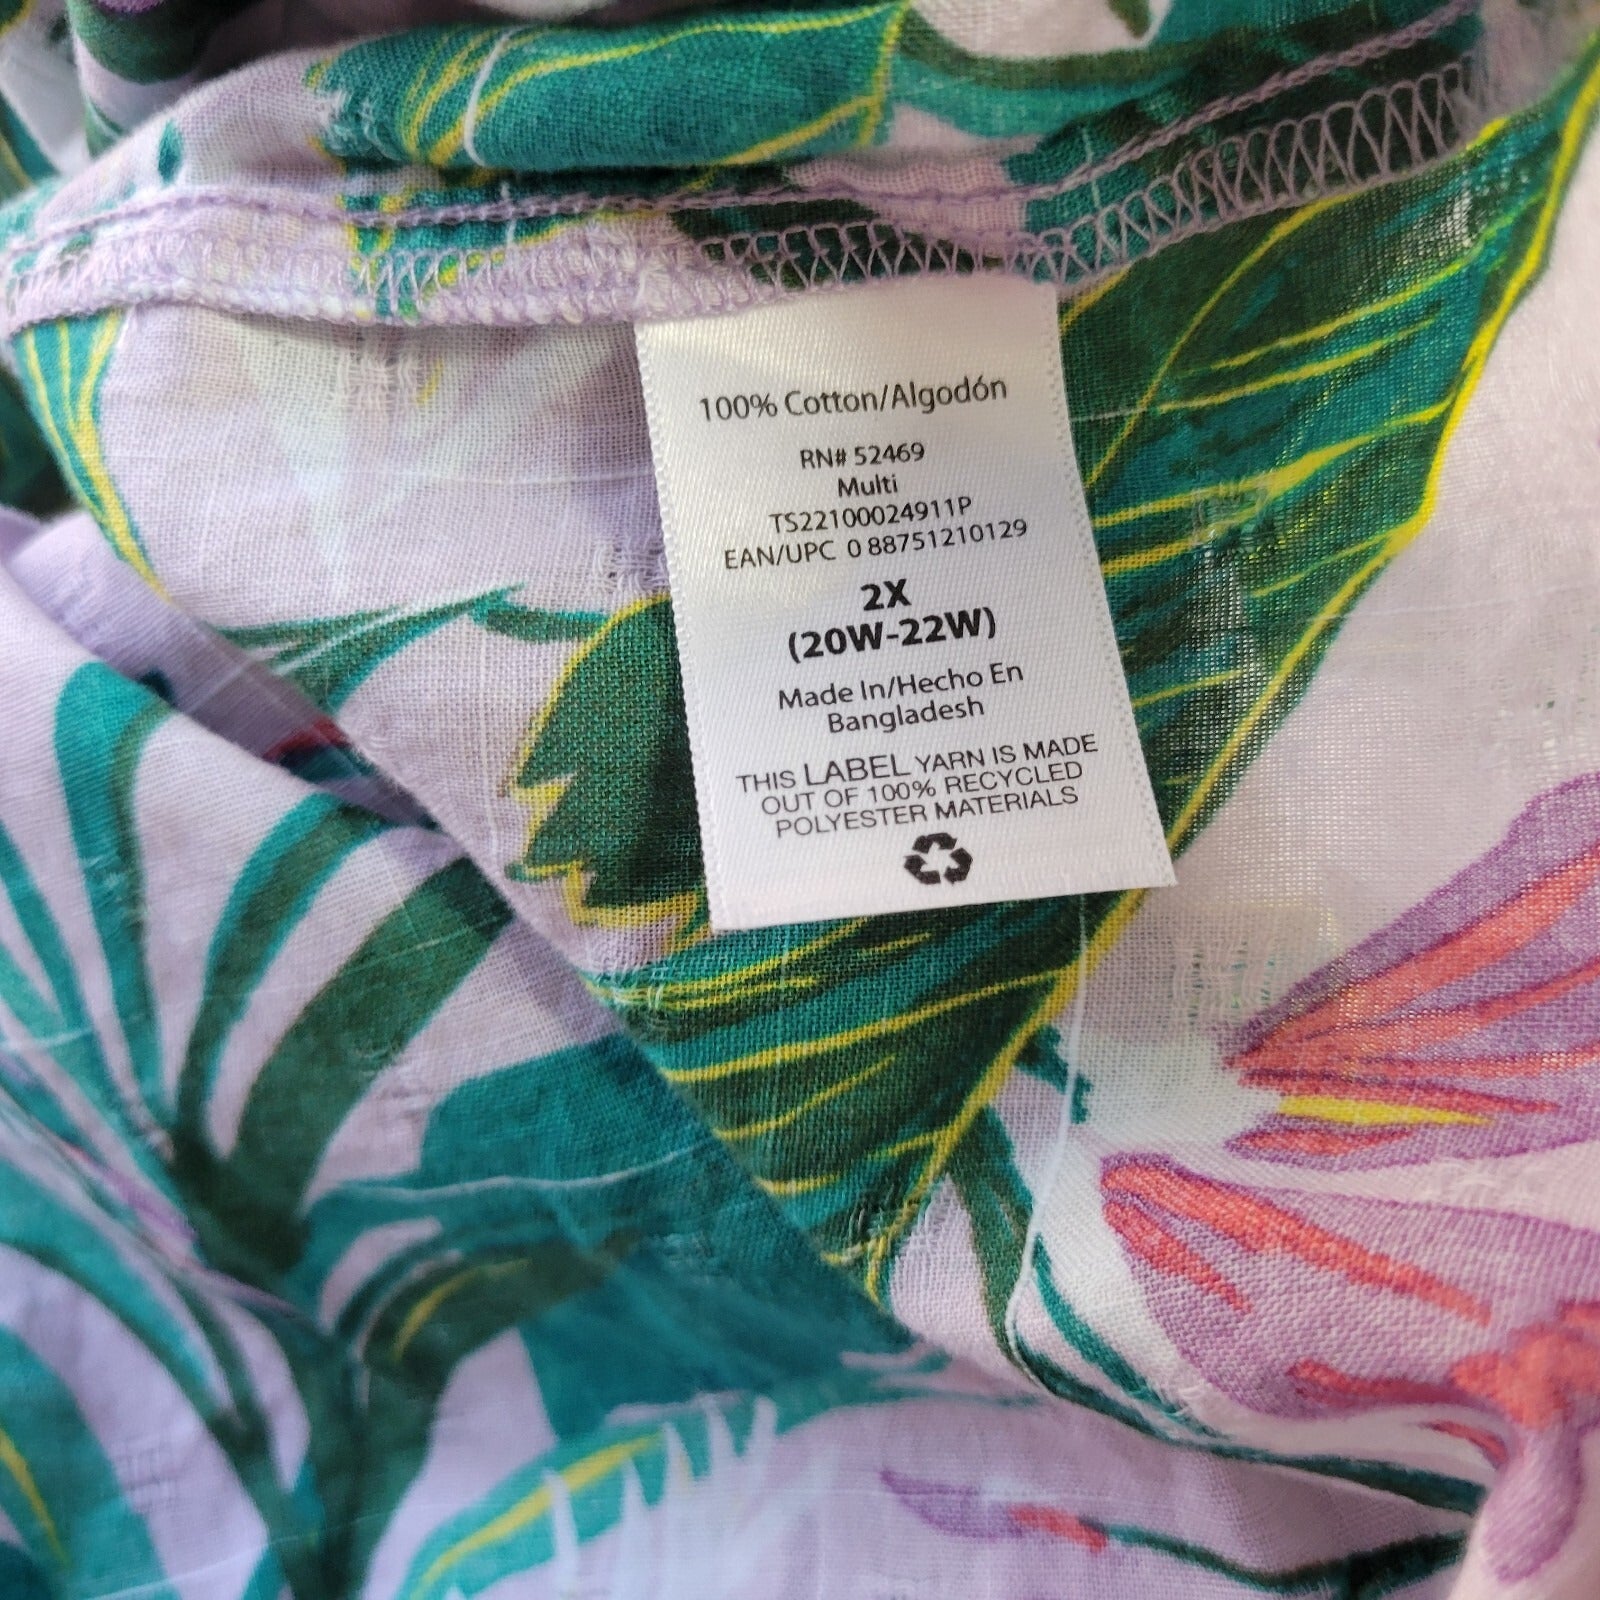 100% Cotton/Algodón
RN# 52469
Multi
TS22100024911P
EAN/UPC 0 88751210129
2X
(20W-22W)
Made In/Hecho En
Bangladesh
THIS LABEL YARN IS MADE
OUT OF 100% RECYCLED
POLYESTER MATERIALS